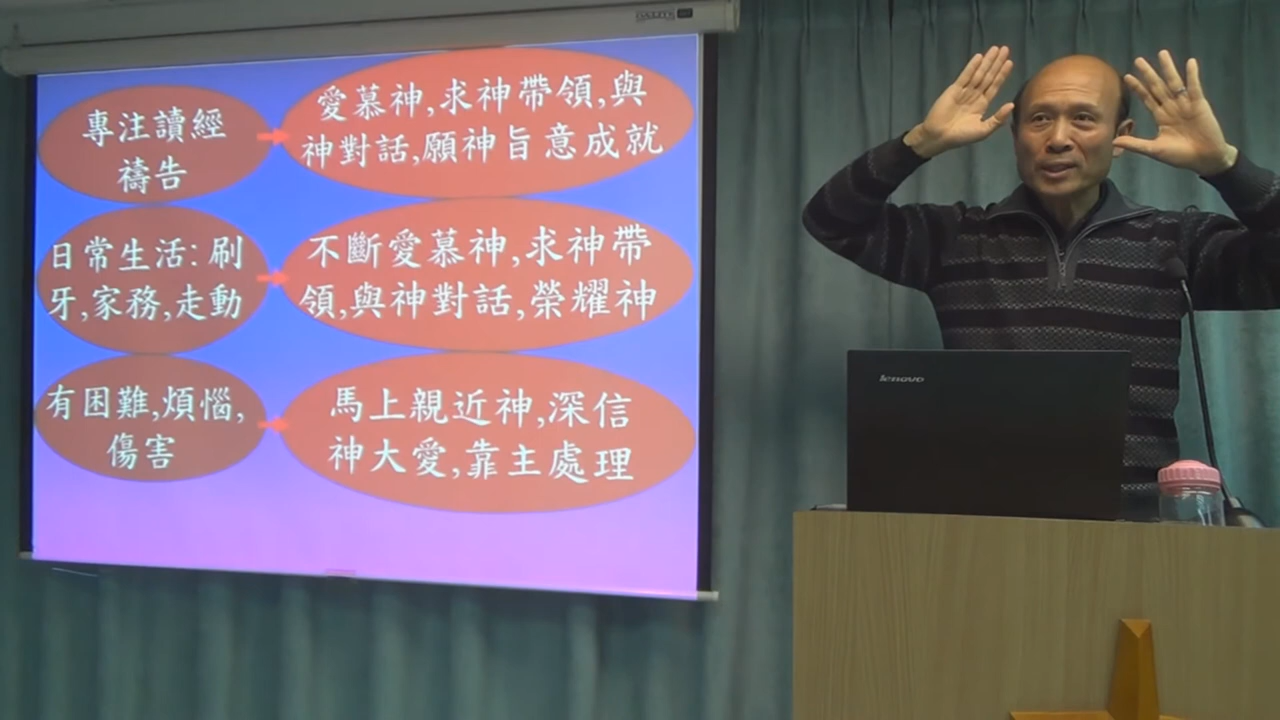 DALITE
專注讀經
禱告
愛慕神,求神帶領,與
神對話,願神旨意成就
日常生活: 刷
牙,家務,走動
不斷愛慕神,求神帶
領,與神對話,榮耀神
有困難,煩惱,
傷害
馬上親近神,深信
神大愛,靠主處理
lenovo